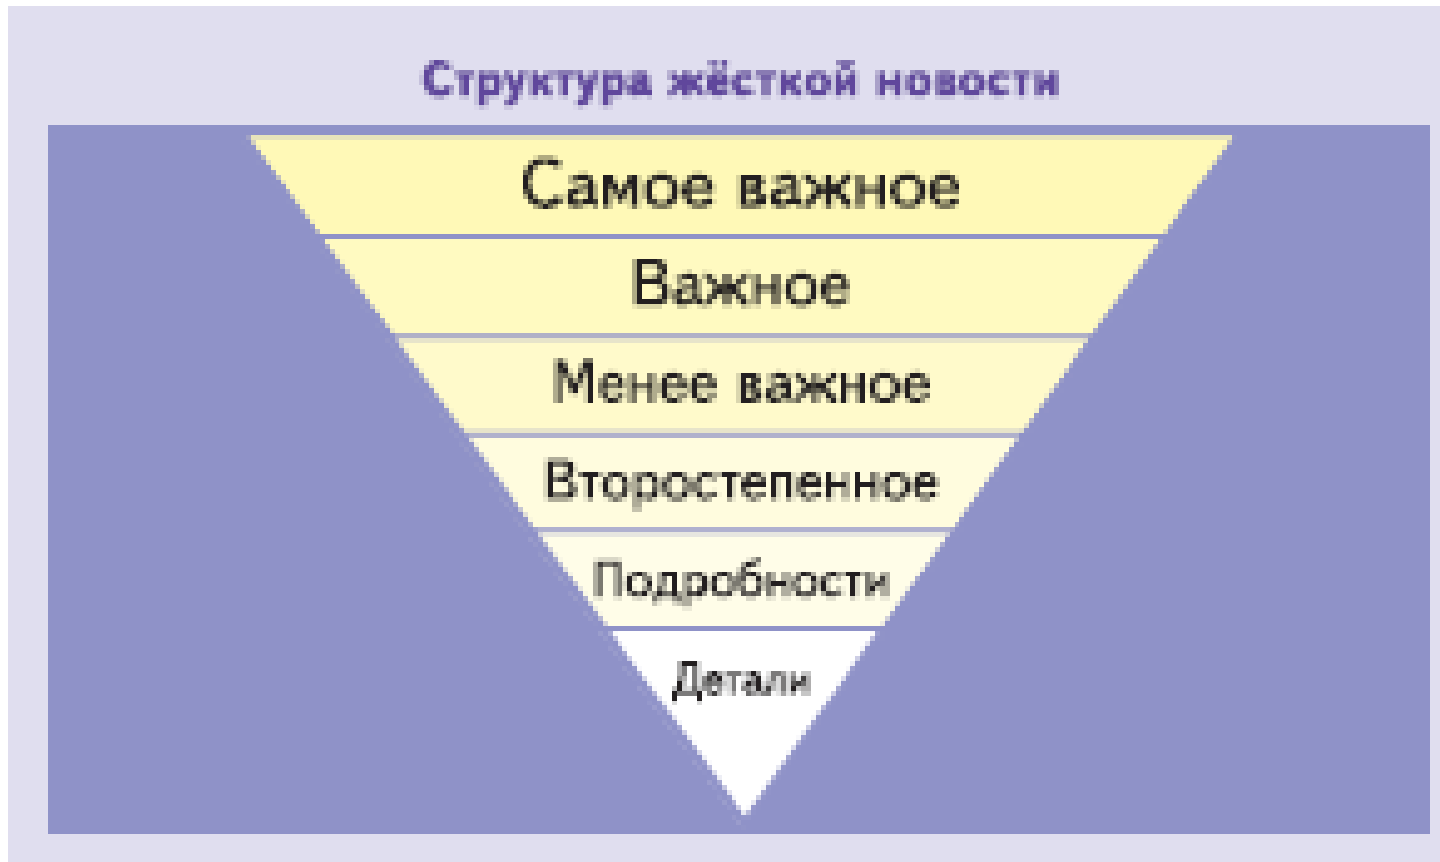 Структура жёсткой новости
Самое важное
Важное
Менее важное
Второстепенное
Подробности
Детали